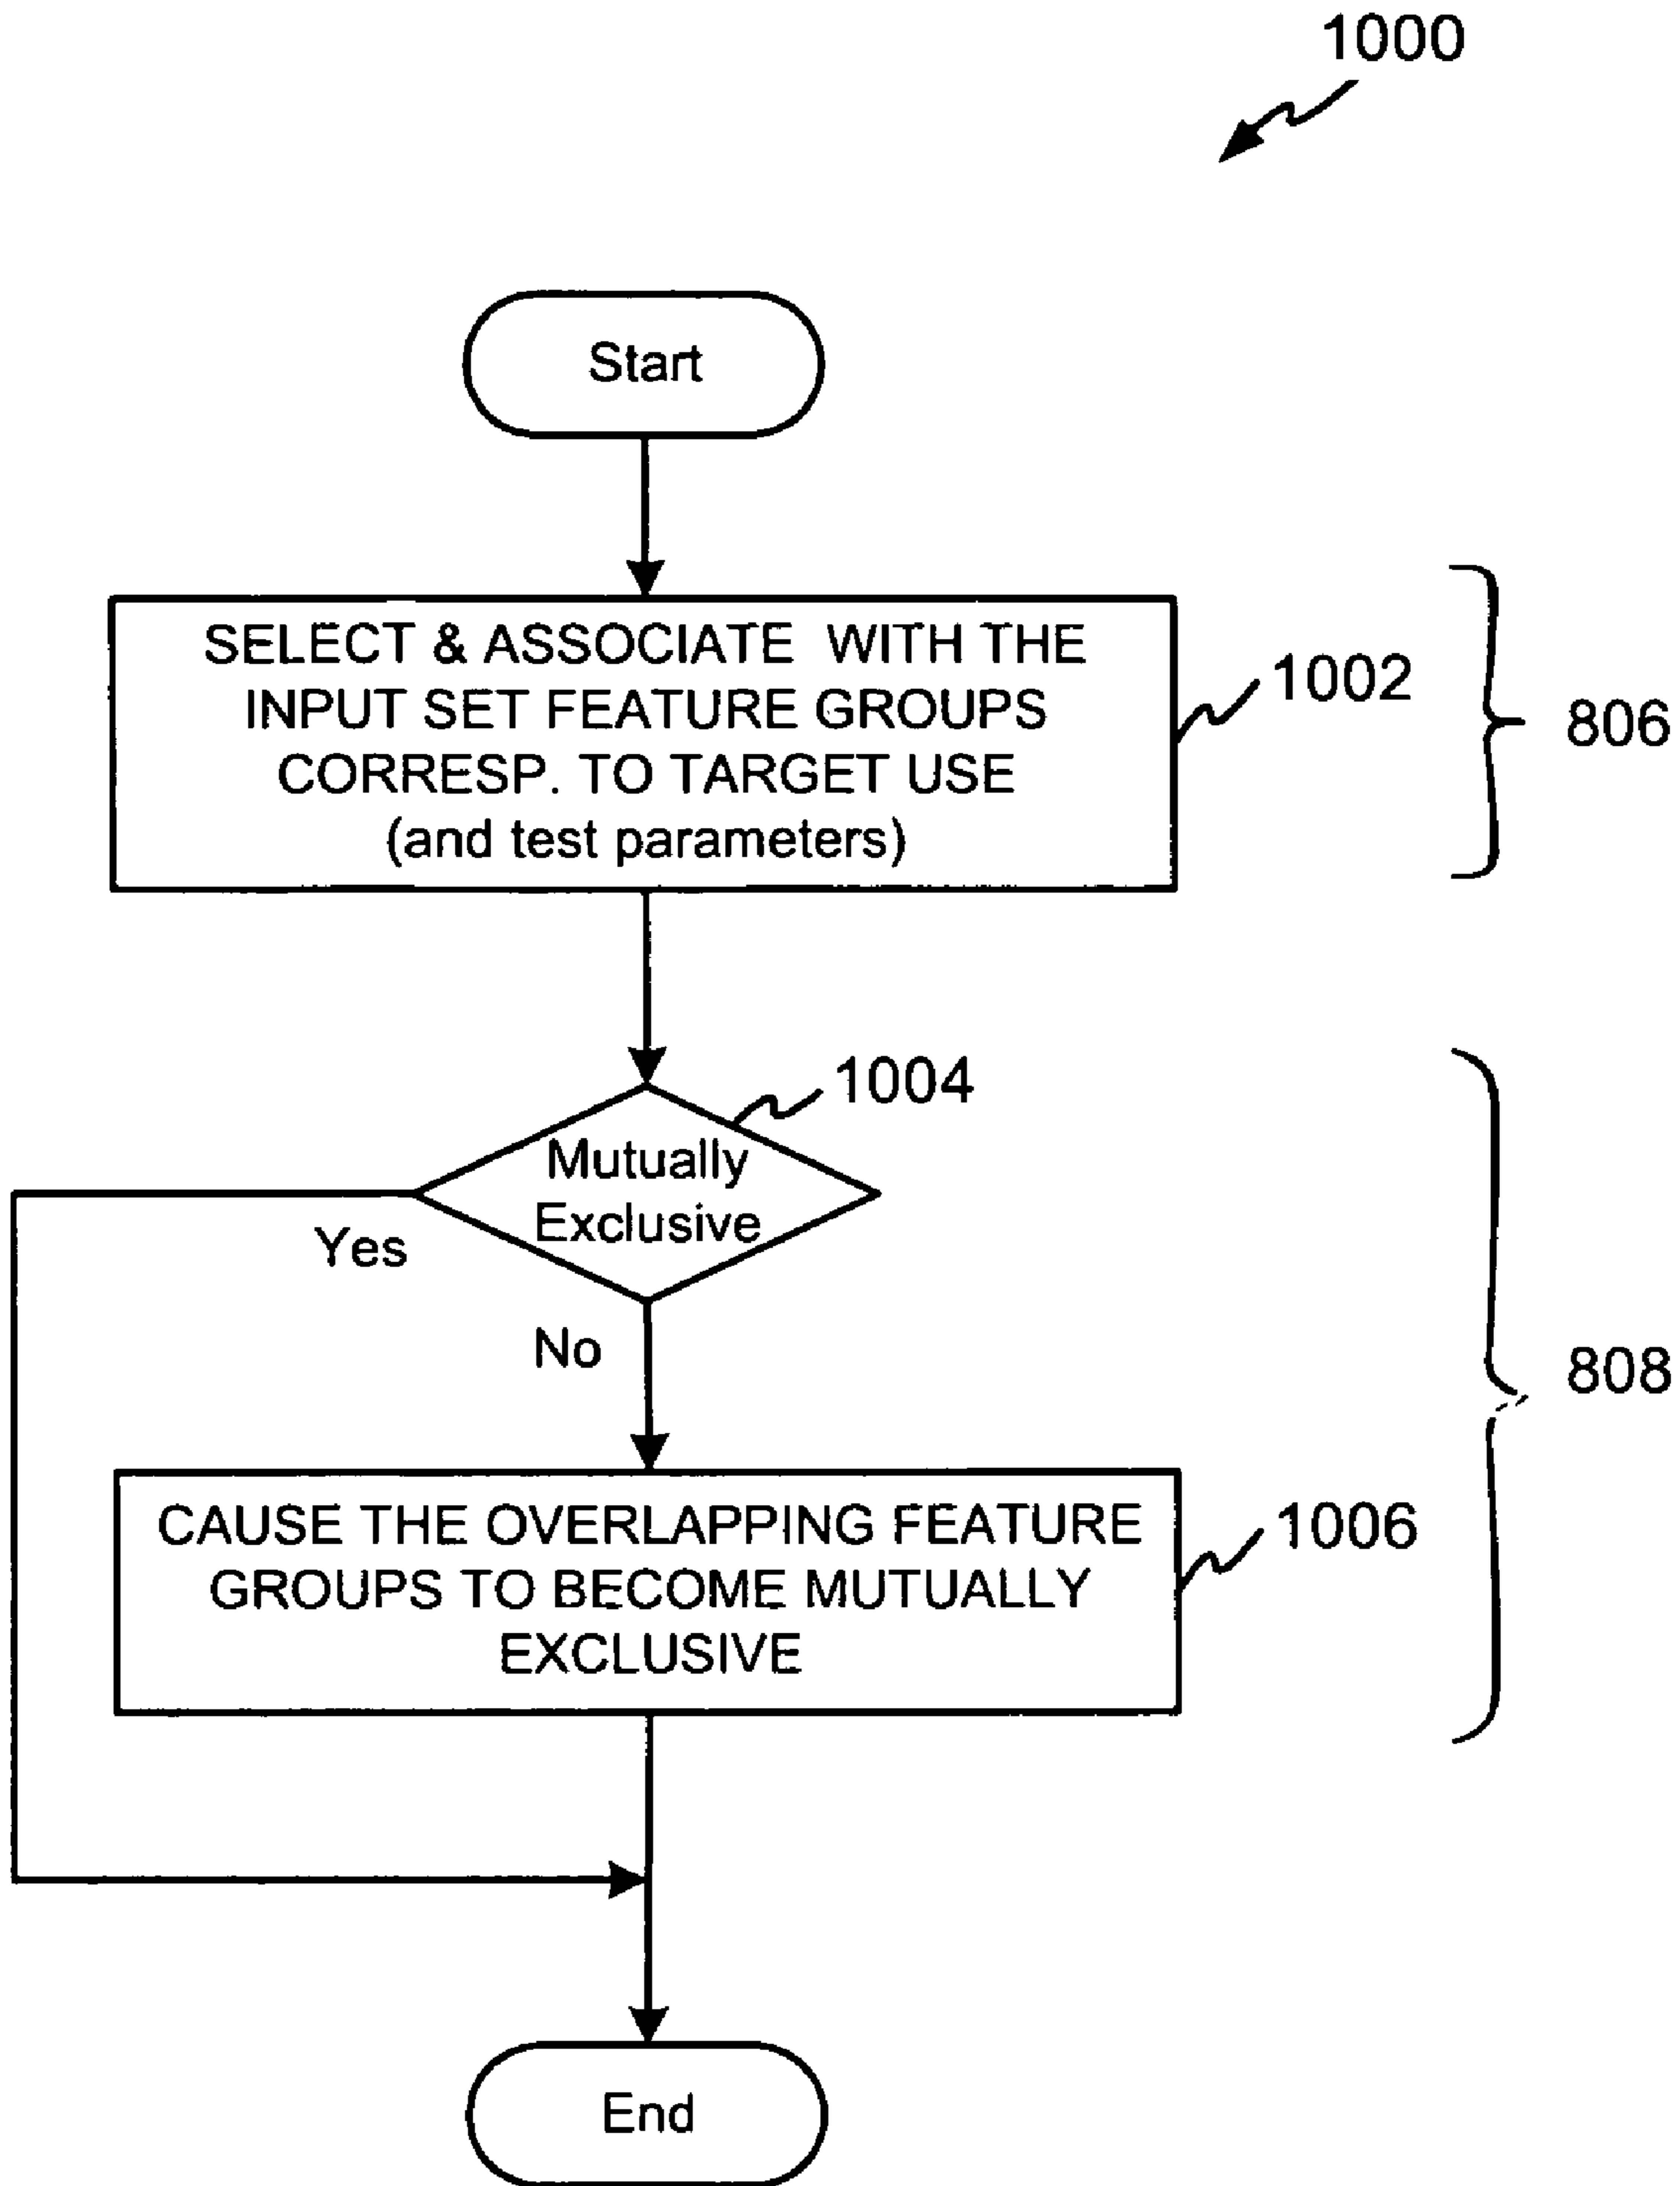 1000
Start
SELECT & ASSOCIATE WITH THE
INPUT SET FEATURE GROUPS
CORRESP. TO TARGET USE
(and test parameters)
1002
806
1004
Mutually
Exclusive
Yes
No
808
CAUSE THE OVERLAPPING FEATURE
GROUPS TO BECOME MUTUALLY
EXCLUSIVE
1006
End